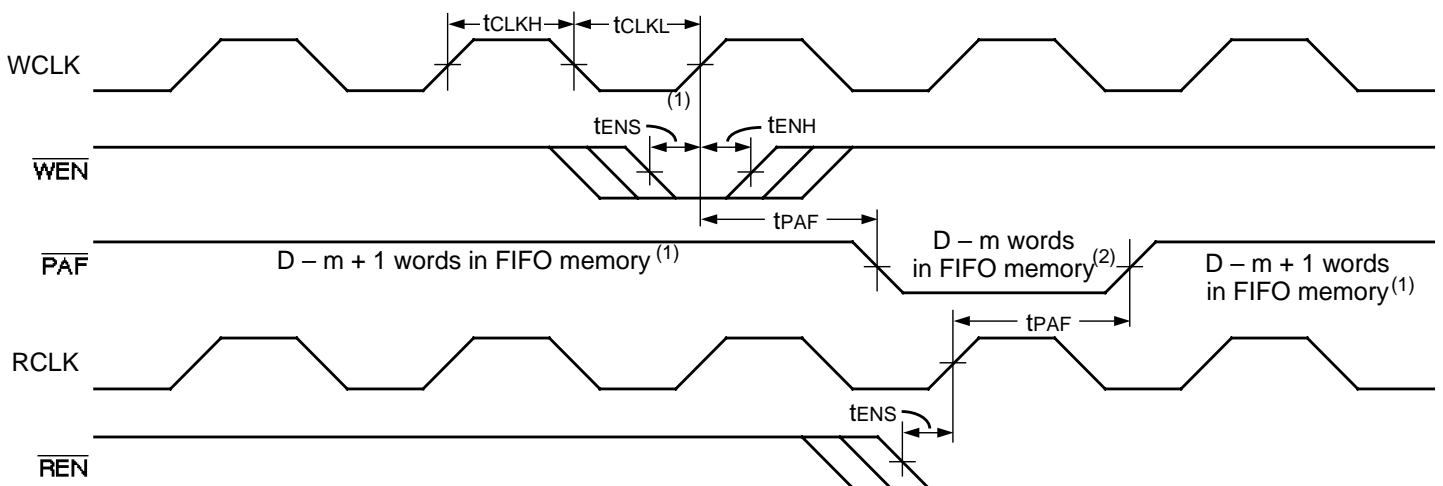 tCLKH tCLKL
WCLK
(1)
tENS tENH
WEN
tPAF
PAF
D – m + 1 words in FIFO memory (1)
D – m words
in FIFO memory(2)
D – m + 1 words
in FIFO memory(1)
tPAF
RCLK
tENS
REN